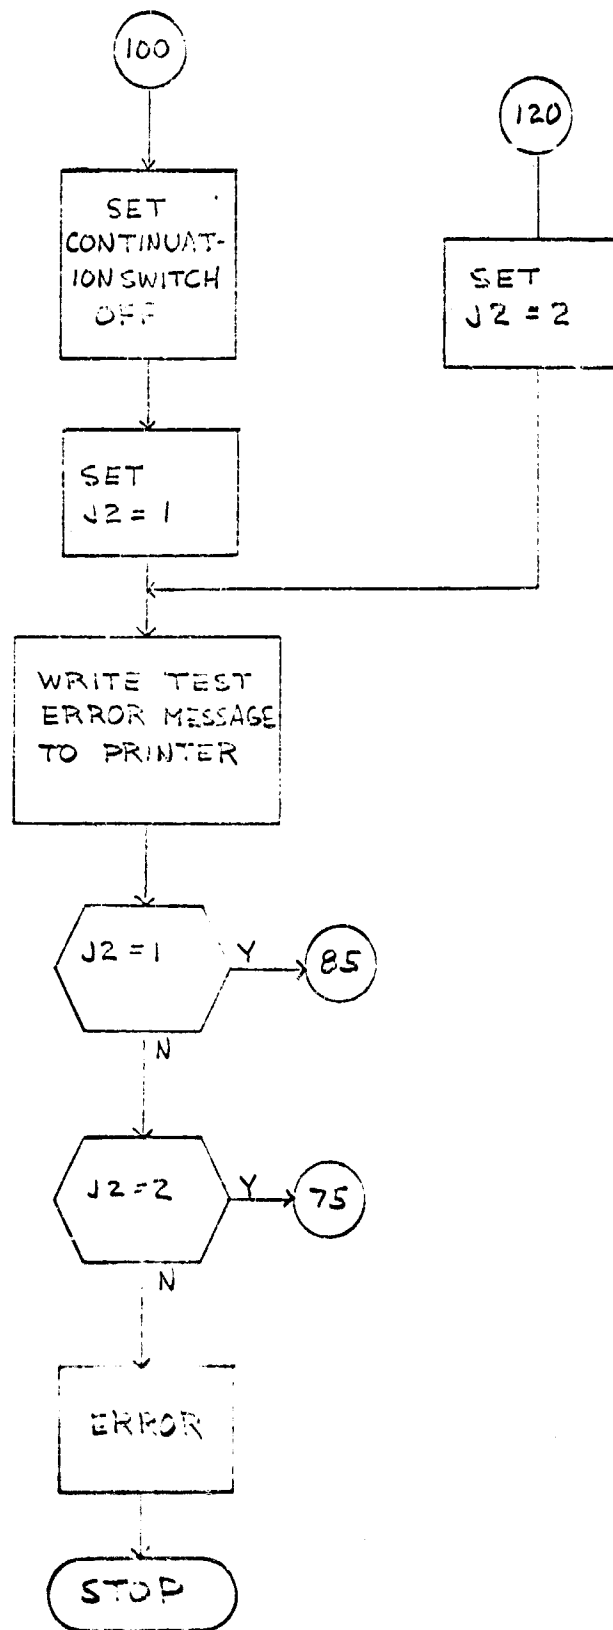 100
120
SET
CONTINUAT-
ION SWITCH
OFF
SET
J2 = 2
SET
J2 = 1
WRITE TEST
ERROR MESSAGE
TO PRINTER
J2 = 1
Y
85
N
J2 = 2
Y
75
N
ERROR
STOP